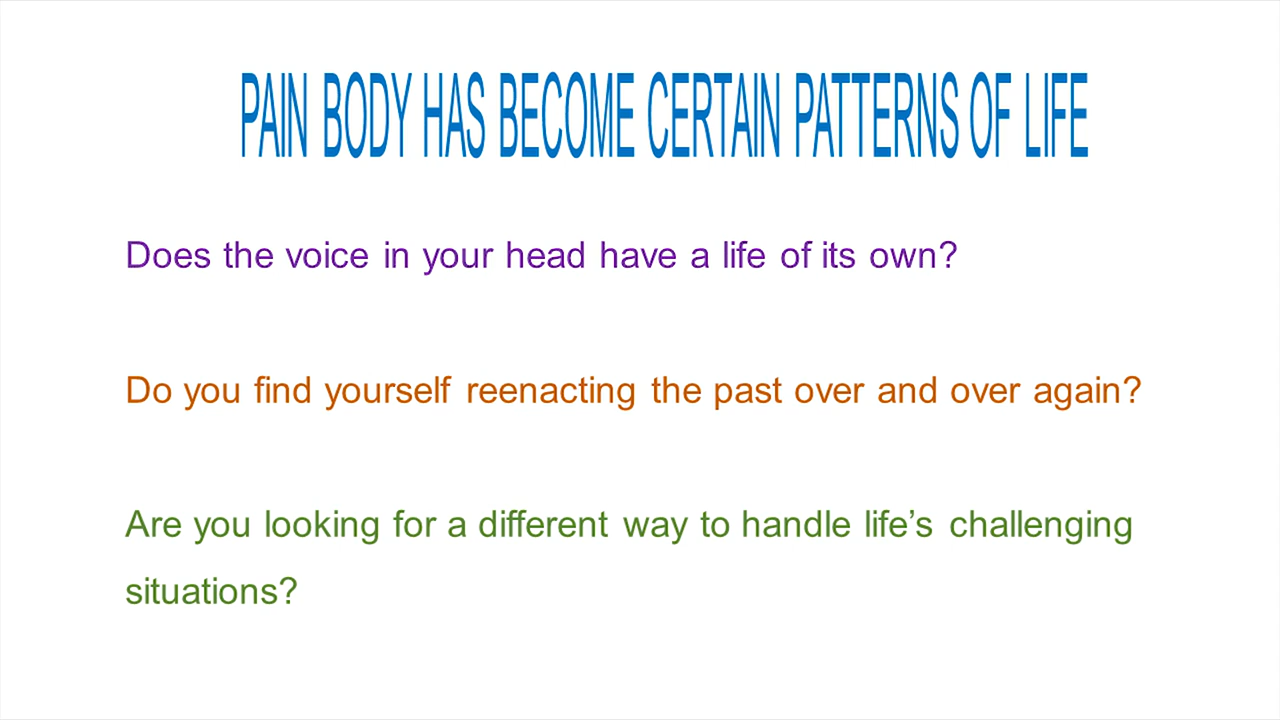 PAIN BODY HAS BECOME CERTAIN PATTERNS OF LIFE
Does the voice in your head have a life of its own?
Do you find yourself reenacting the past over and over again?
Are you looking for a different way to handle life’s challenging
situations?